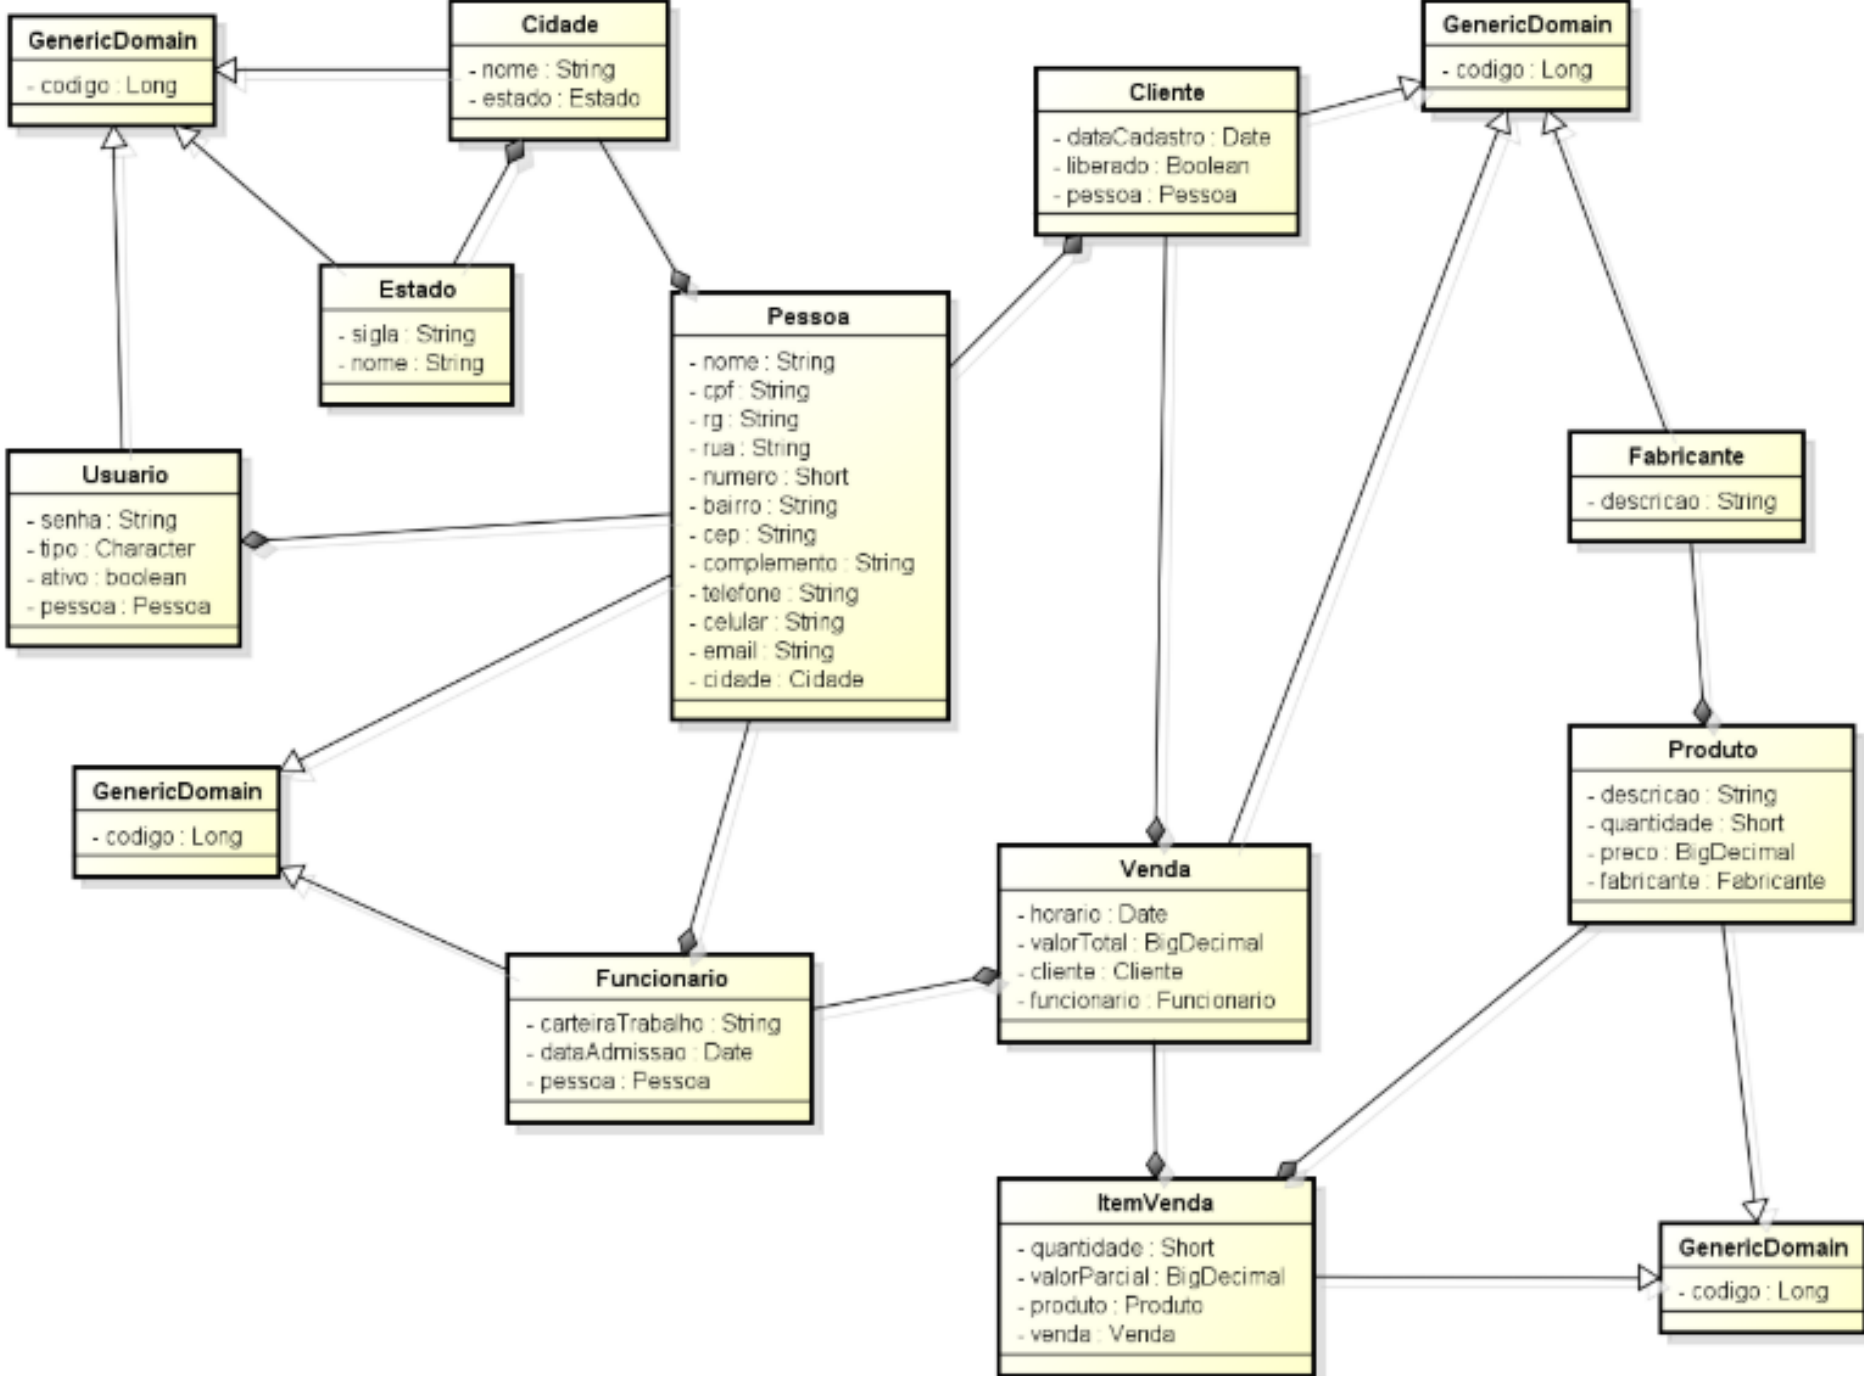 GenericDomain
- codigo : Long
Cidade
- nome : String
- estado : Estado
Cliente
- dataCadastro : Date
- liberado : Boolean
- pessoa : Pessoa
GenericDomain
- codigo : Long
Estado
- sigla : String
- nome : String
Pessoa
- nome : String
- cpf : String
- rg : String
- rua : String
- numero : Short
- bairro : String
- cep : String
- complemento : String
- telefone : String
- celular : String
- email : String
- cidade : Cidade
Usuario
- senha : String
- tipo : Character
- ativo : boolean
- pessoa : Pessoa
Fabricante
- descricao : String
GenericDomain
- codigo : Long
Produto
- descricao : String
- quantidade : Short
- preco : BigDecimal
- fabricante : Fabricante
Venda
- horario : Date
- valorTotal : BigDecimal
- cliente : Cliente
- funcionario : Funcionario
Funcionario
- carteiraTrabalho : String
- dataAdmissao : Date
- pessoa : Pessoa
ItemVenda
- quantidade : Short
- valorParcial : BigDecimal
- produto : Produto
- venda : Venda
GenericDomain
- codigo : Long